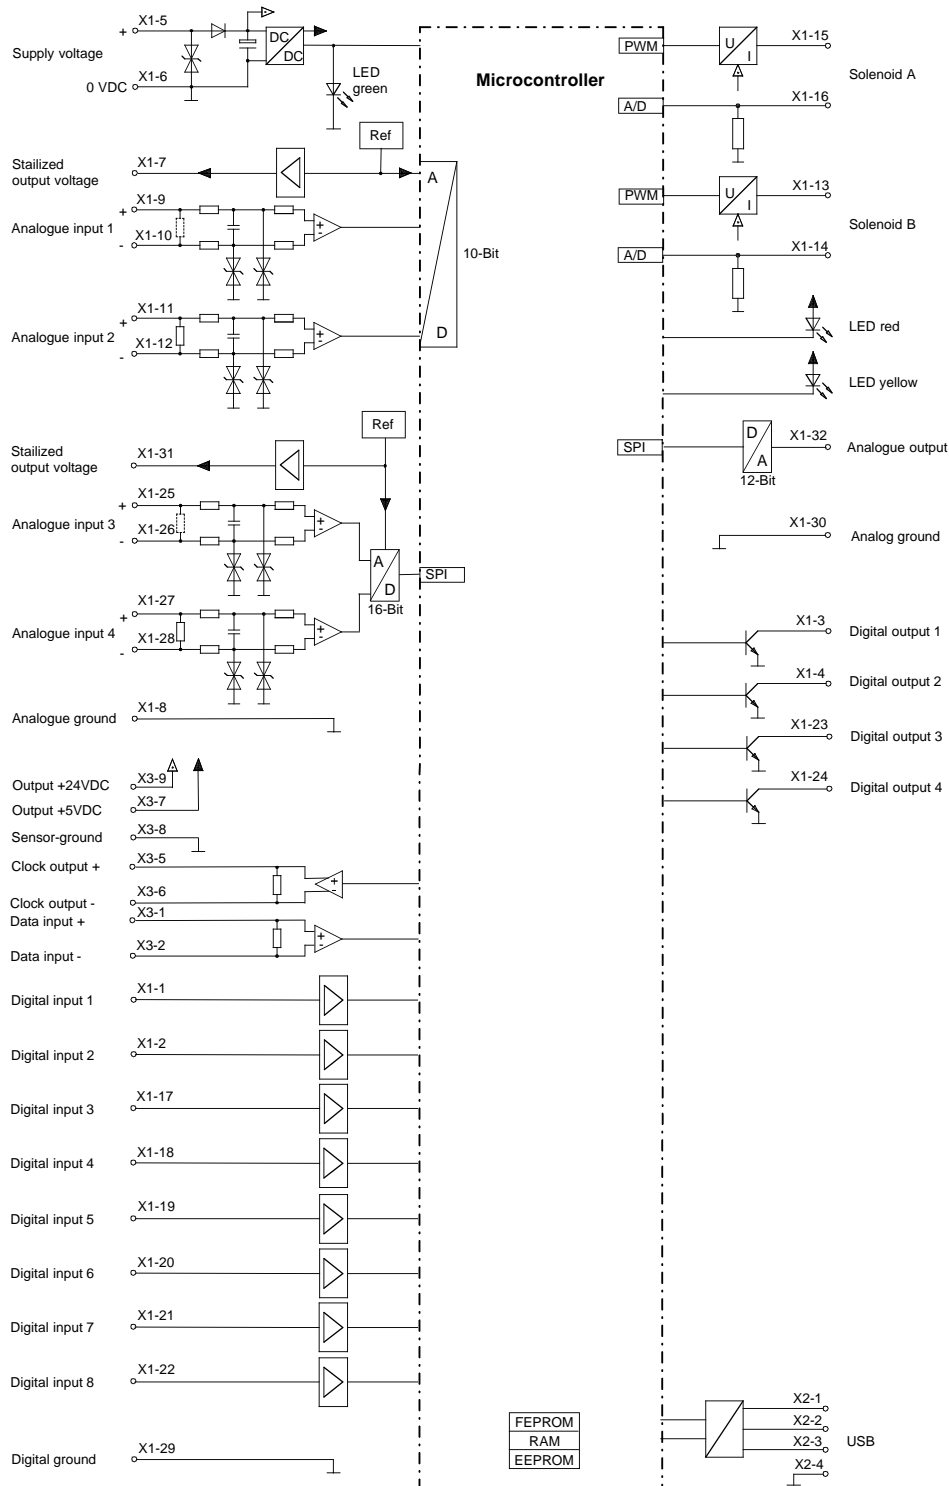 Supply voltage
+ X1-5
0 VDC X1-6
DC
DC
LED
green
Microcontroller
Ref
Stailized
output voltage
X1-7
A
D
10-Bit
Analogue input 1
+ X1-9
- X1-10
Analogue input 2
+ X1-11
- X1-12
+
-
+
-
Ref
Stailized
output voltage
X1-31
Analogue input 3
+ X1-25
- X1-26
+
-
A
D
16-Bit
SPI
Analogue input 4
+ X1-27
- X1-28
+
-
Analogue ground X1-8
Output +24VDC X3-9
Output +5VDC X3-7
Sensor-ground X3-8
Clock output + X3-5
Clock output - X3-6
+
-
Data input + X3-1
Data input - X3-2
+
-
Digital input 1 X1-1
Digital input 2 X1-2
Digital input 3 X1-17
Digital input 4 X1-18
Digital input 5 X1-19
Digital input 6 X1-20
Digital input 7 X1-21
Digital input 8 X1-22
Digital ground X1-29
FEPROM
RAM
EEPROM
PWM
U
I
X1-15
Solenoid A
A/D
X1-16
PWM
U
I
X1-13
Solenoid B
A/D
X1-14
LED red
LED yellow
SPI
D
A
12-Bit
X1-32 Analogue output
X1-30 Analog ground
X1-3 Digital output 1
X1-4 Digital output 2
X1-23 Digital output 3
X1-24 Digital output 4
X2-1
X2-2
X2-3
X2-4
USB